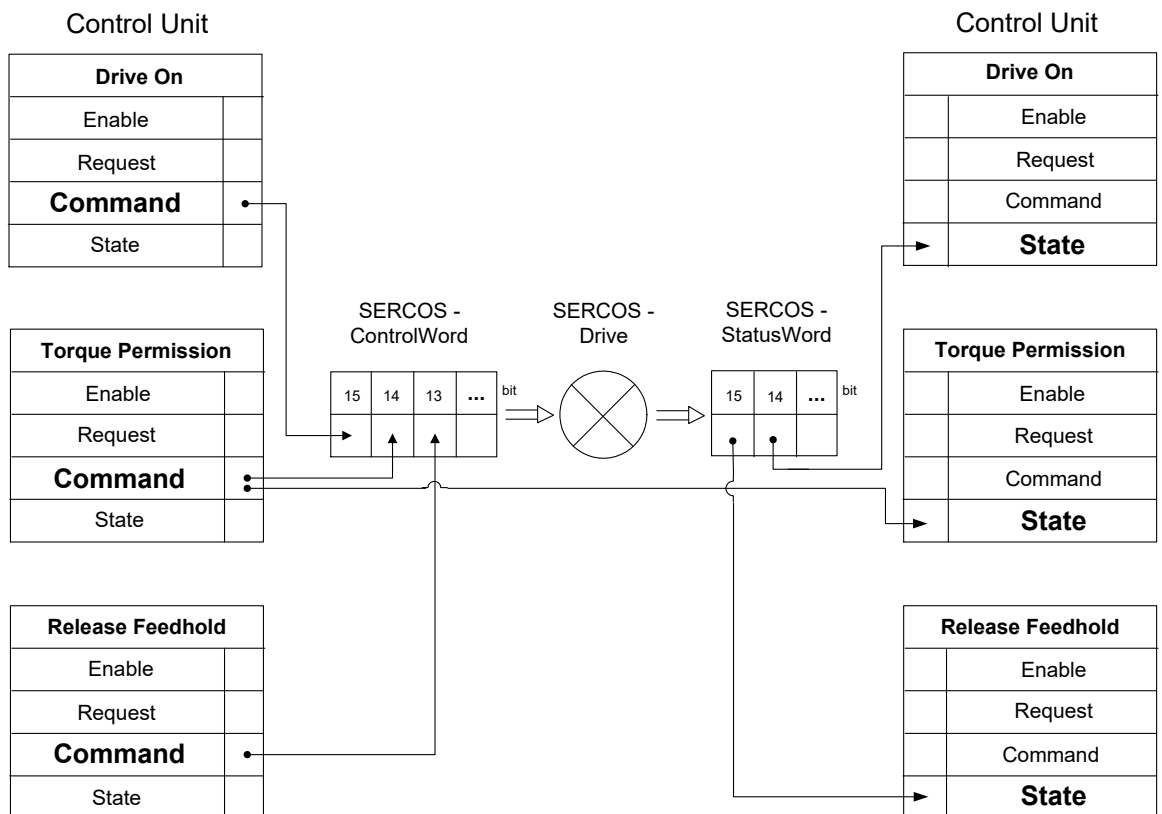 Control Unit
Drive On
Enable
Request
Command
State
Torque Permission
Enable
Request
Command
State
Release Feedhold
Enable
Request
Command
State
SERCOS -
ControlWord
15 14 13 ... bit
SERCOS -
Drive
SERCOS -
StatusWord
15 14 ... bit
Control Unit
Drive On
Enable
Request
Command
State
Torque Permission
Enable
Request
Command
State
Release Feedhold
Enable
Request
Command
State